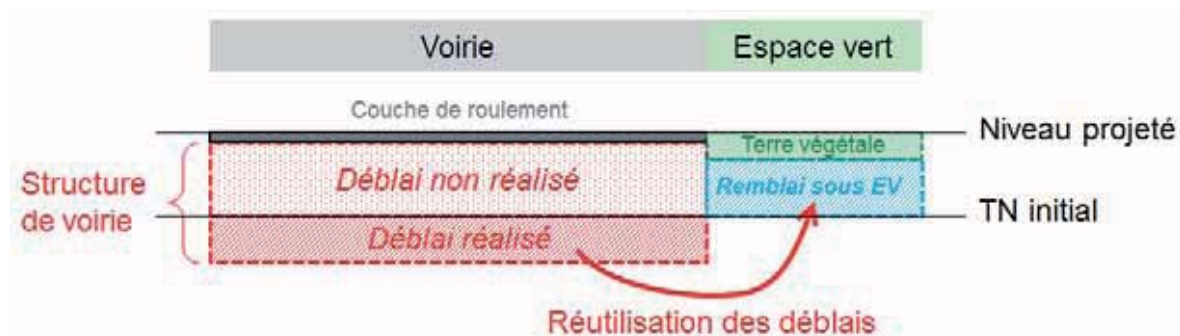 Voirie
Espace vert
Couche de roulement
Niveau projeté
Terre végétale
Structure
de voirie
Déblai non réalisé
Remblai sous EV
TN initial
Déblai réalisé
Réutilisation des déblais